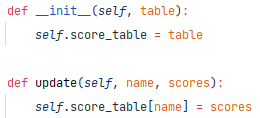 def __init__(self, table):
    self.score_table = table

def update(self, name, scores):
    self.score_table[name] = scores